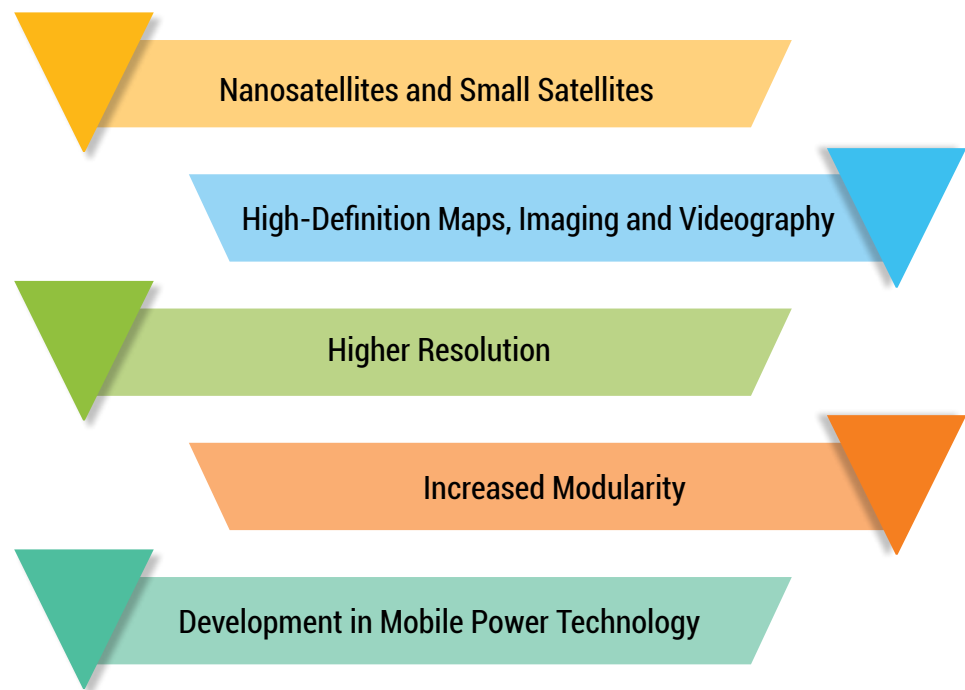 Nanosatellites and Small Satellites
High-Definition Maps, Imaging and Videography
Higher Resolution
Increased Modularity
Development in Mobile Power Technology